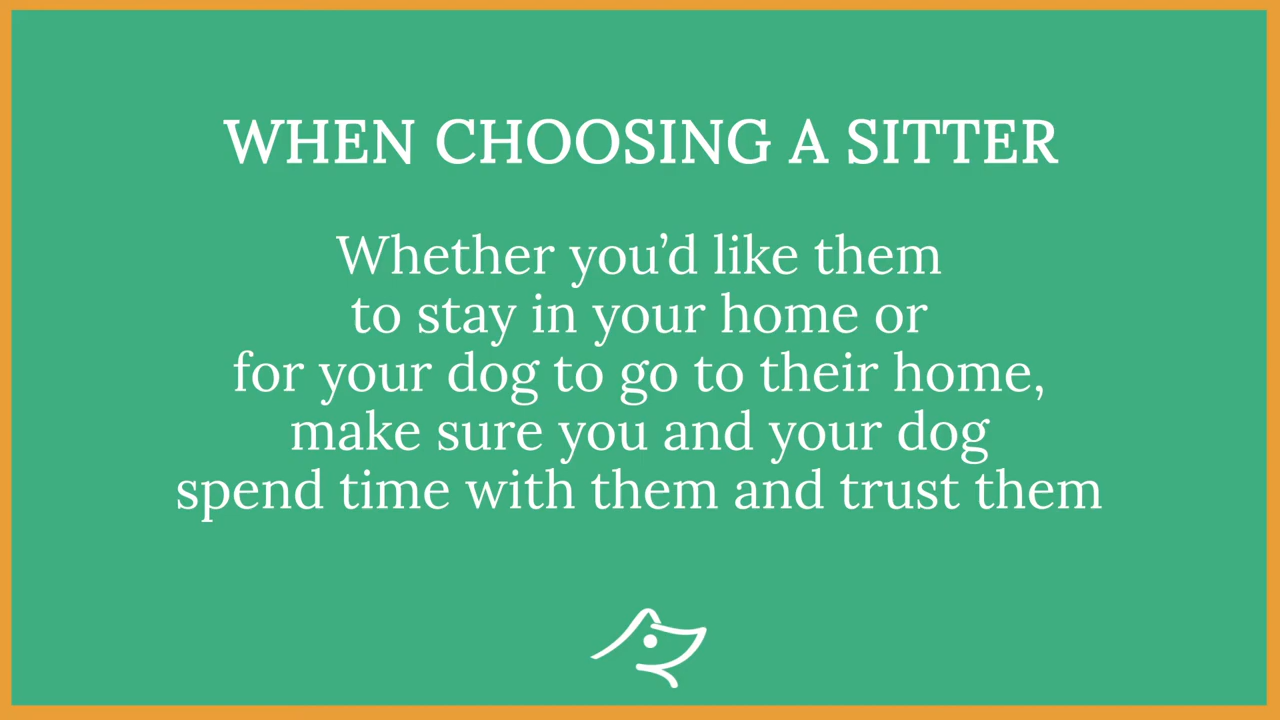 WHEN CHOOSING A SITTER
Whether you’d like them
to stay in your home or
for your dog to go to their home,
make sure you and your dog
spend time with them and trust them